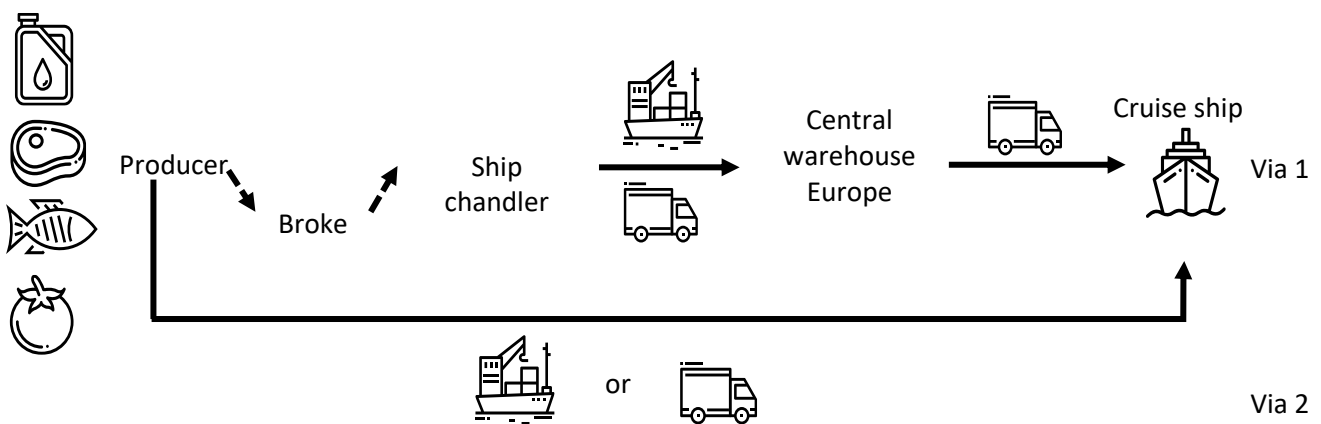 Producer
Broke
Ship
chandler
Central
warehouse
Europe
Cruise ship
Via 1
or
Via 2